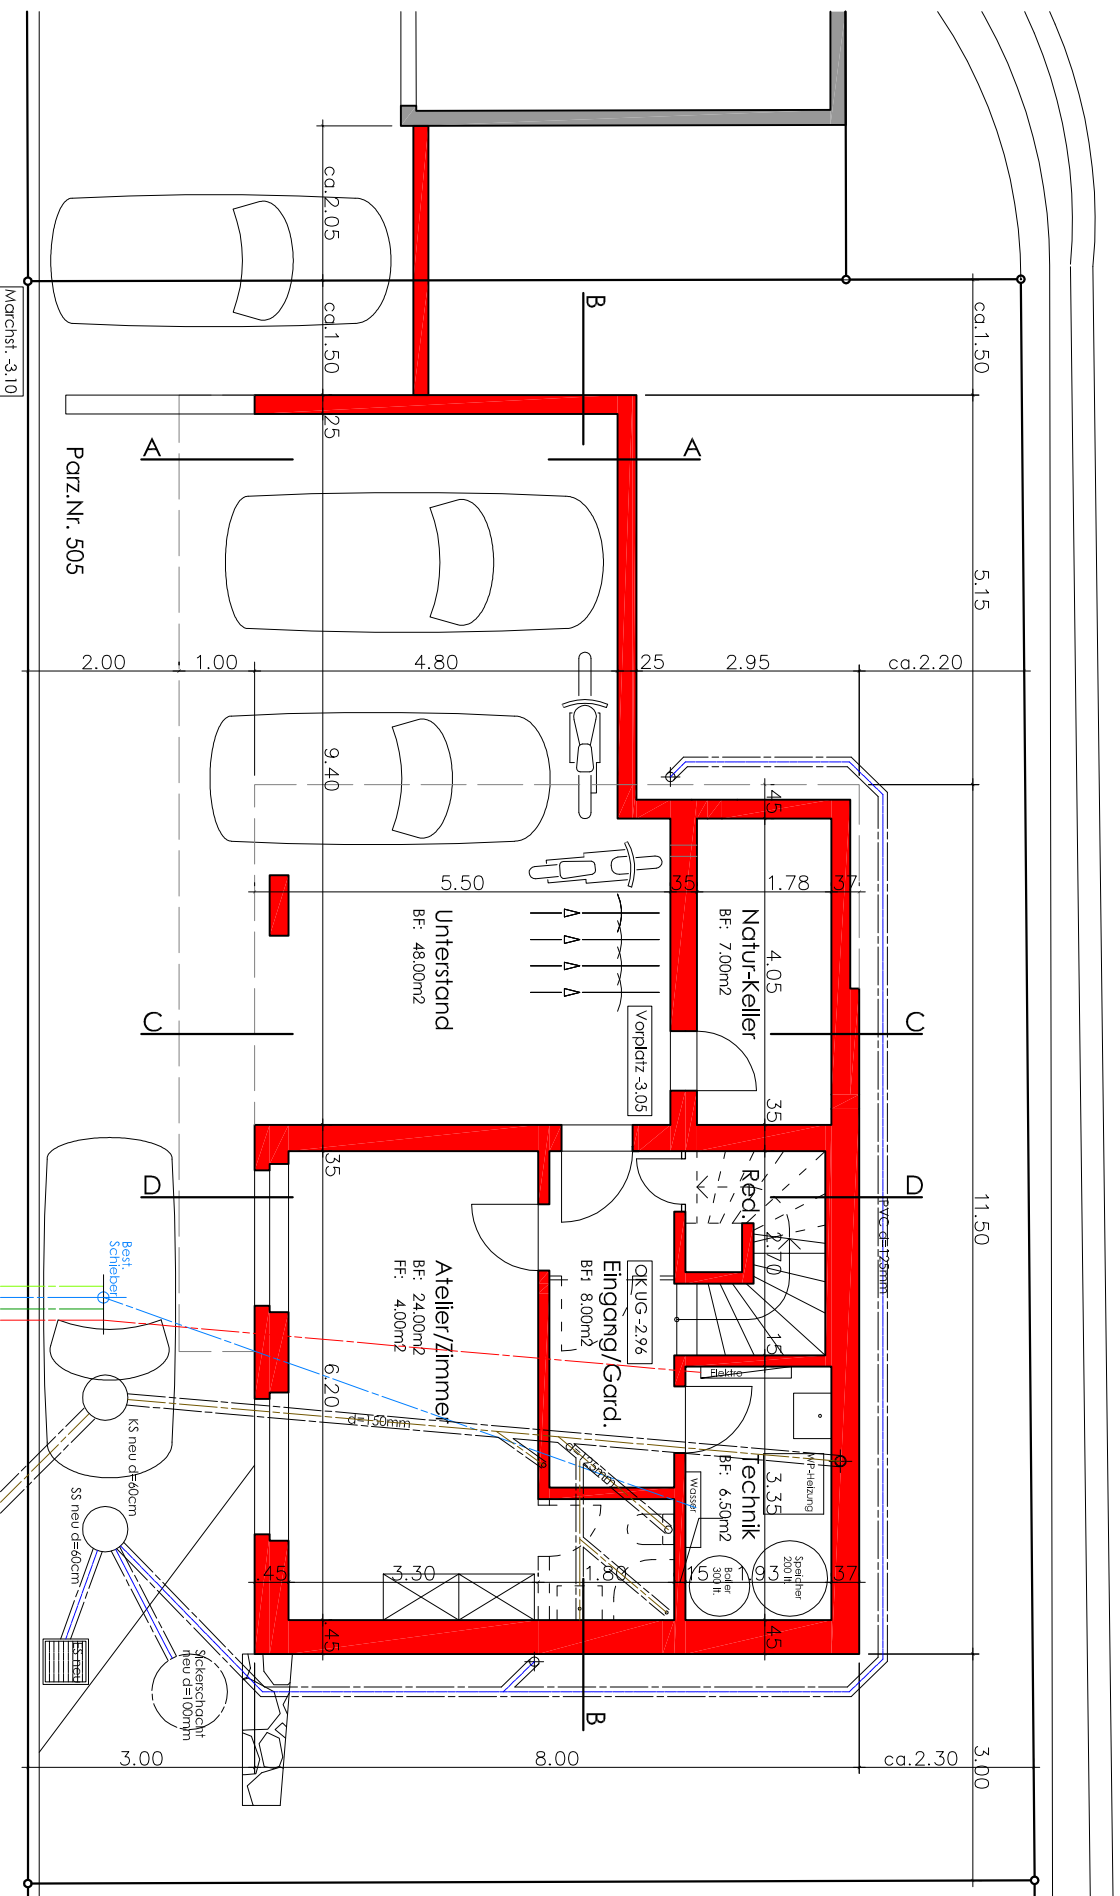 ca.2.05
ca.1.50
ca.1.50
B
Marchst. -3.10
25
A
A
Parz.Nr. 505
5.15
2.00
1.00
4.80
25
2.95
ca.2.20
9.40
45
5.50
35
1.78
37
Unterstand
BF: 48.00m2
Natur-Keller
BF: 7.00m2
4.05
Vorplatz -3.05
C
C
35
35
D
D
Red.
2.70
PVC d=125mm
11.50
Best.
Schieber
Atelier/Zimmer
BF: 24.00m2
FF: 4.00m2
Eingang/Gard.
BF: 8.00m2
OKUG -2.96
15
Elektro
6.20
d=150mm
d=125mm
KS neu d=60cm
SS neu d=60cm
Technik
BF: 6.50m2
WP-Heizung
3.35
Wasser
Speicher
200 lt.
Boiler
300 lt.
45
3.30
1.80
15
1.93
37
45
45
ES neu
Sickerschacht
neu d=100mm
B
3.00
8.00
ca.2.30
3.00